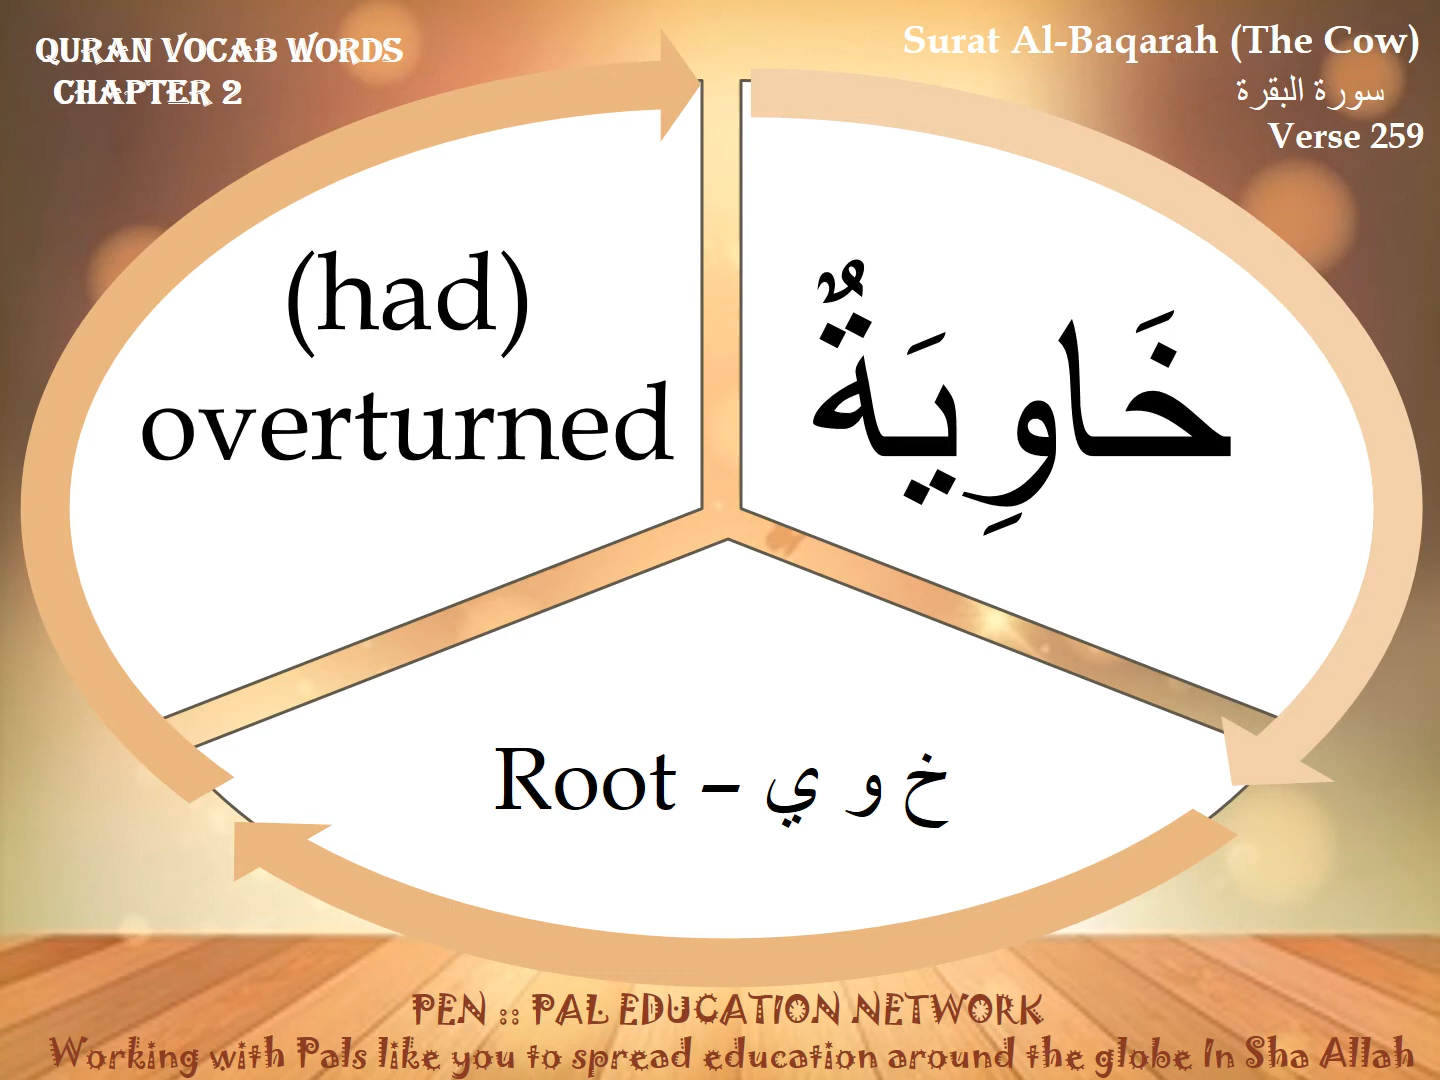 QURAN VOCAB WORDS
CHAPTER 2
Surat Al-Baqarah (The Cow)
سورة البقرة
Verse 259
(had)
overturned
خَاوِيَةٌ
Root – خ و ي
PEN :: PAL EDUCATION NETWORK
Working with Pals like you to spread education around the globe In Sha Allah